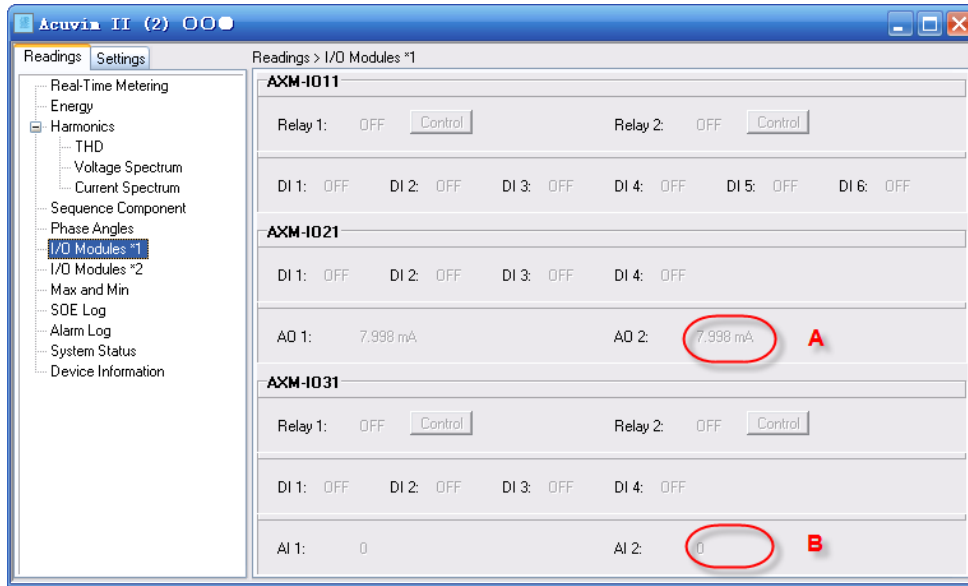 Acuvim II (2) ○○●
Readings Settings
Real-Time Metering
Energy
Harmonics
THD
Voltage Spectrum
Current Spectrum
Sequence Component
Phase Angles
I/O Modules *1
I/O Modules *2
Max and Min
SOE Log
Alarm Log
System Status
Device Information
Readings > I/O Modules *1
AXM-IO11
Relay 1: OFF Control Relay 2: OFF Control
DI 1: OFF DI 2: OFF DI 3: OFF DI 4: OFF DI 5: OFF DI 6: OFF
AXM-IO21
DI 1: OFF DI 2: OFF DI 3: OFF DI 4: OFF
AO 1: 7.998 mA AO 2: 7.998 mA A
AXM-IO31
Relay 1: OFF Control Relay 2: OFF Control
DI 1: OFF DI 2: OFF DI 3: OFF DI 4: OFF
AI 1: 0 AI 2: 0 B